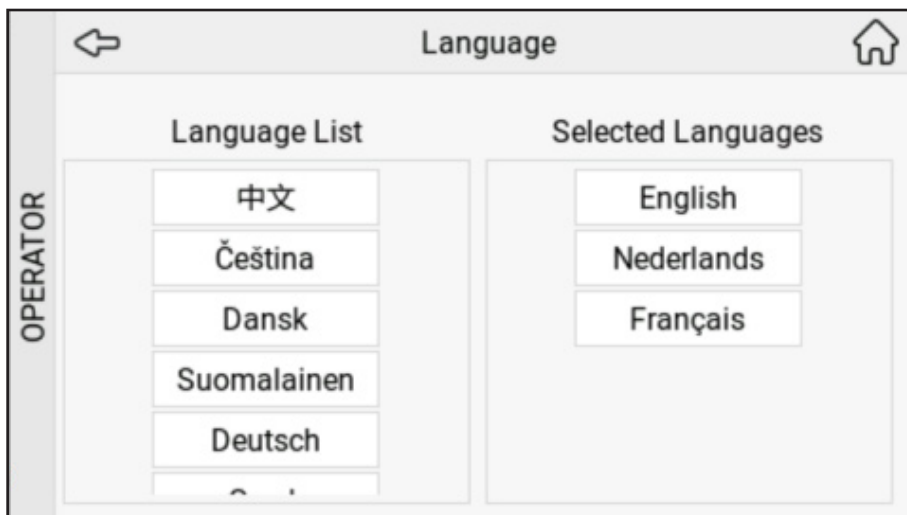 Language
OPERATOR
Language List
中文
Čeština
Dansk
Suomalainen
Deutsch
Selected Languages
English
Nederlands
Français